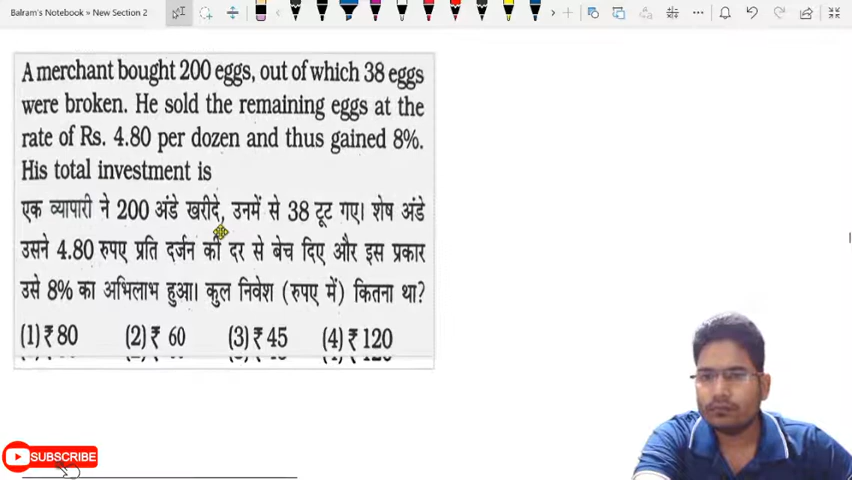 Balram's Notebook » New Section 2
A merchant bought 200 eggs, out of which 38 eggs
were broken. He sold the remaining eggs at the
rate of Rs. 4.80 per dozen and thus gained 8%.
His total investment is
एक व्यापारी ने 200 अंडे खरीदे, उनमें से 38 टूट गए। शेष अंडे
उसने 4.80 रुपए प्रति दर्जन की दर से बेच दिए और इस प्रकार
उसे 8% का अभिलाभ हुआ। कुल निवेश (रुपए में) कितना था?
(1) ₹ 80 (2) ₹ 60 (3) ₹ 45 (4) ₹ 120
SUBSCRIBE